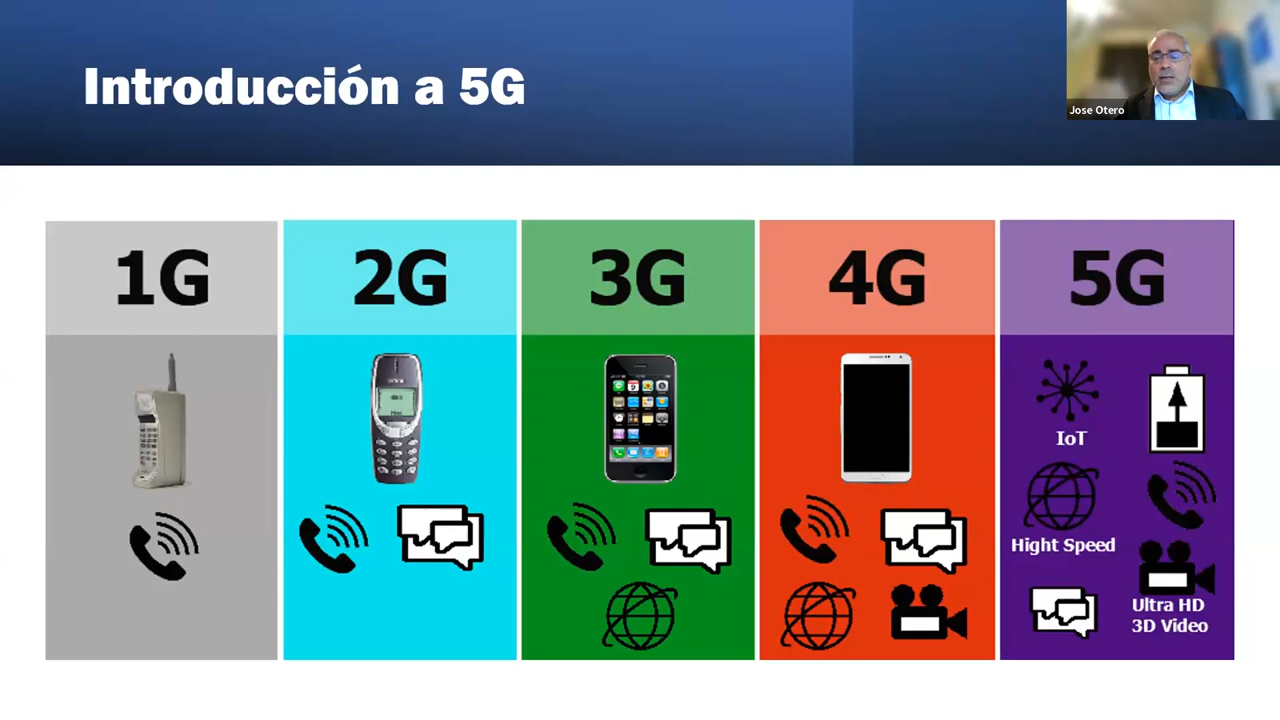 Introducción a 5G
Jose Otero
1G
2G
3G
4G
5G
IoT
Hight Speed
Ultra HD
3D Video